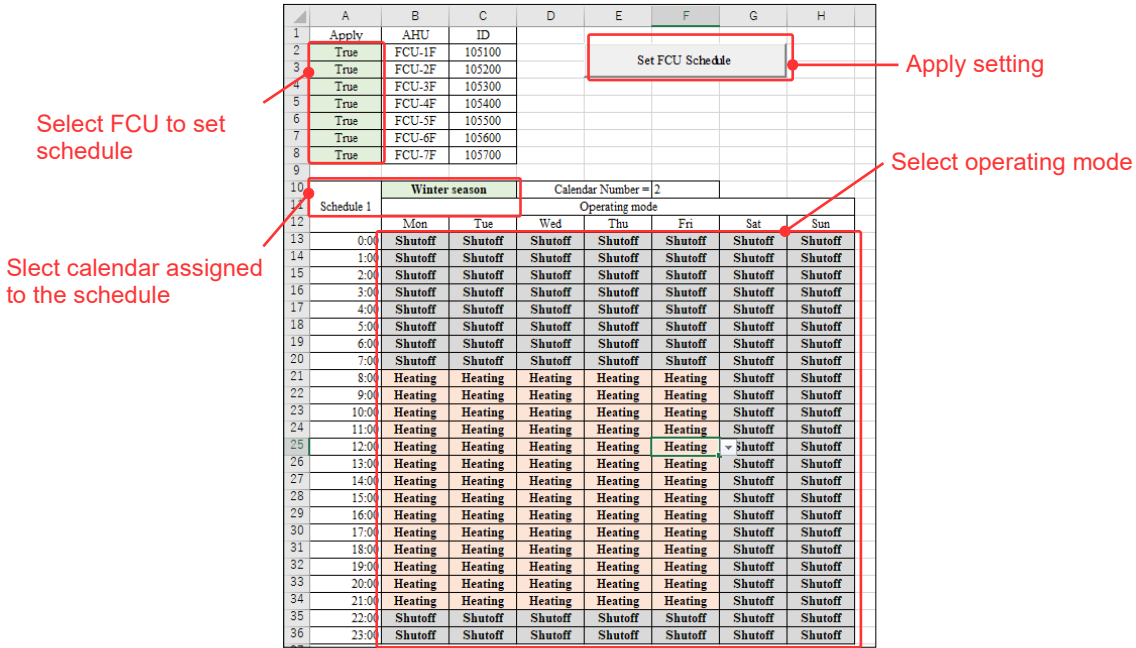 A B C D E F G H
1 Apply AHU ID
2 True FCU-1F 105100
3 True FCU-2F 105200
4 True FCU-3F 105300
5 True FCU-4F 105400
6 True FCU-5F 105500
7 True FCU-6F 105600
8 True FCU-7F 105700
Set FCU Schedule
Apply setting
Select FCU to set
schedule
Select operating mode
9
10 Winter season Calendar Number = 2
11 Schedule 1 Operating mode
12 Mon Tue Wed Thu Fri Sat Sun
Slect calendar assigned
to the schedule
13 0:00 Shutoff Shutoff Shutoff Shutoff Shutoff Shutoff Shutoff
14 1:00 Shutoff Shutoff Shutoff Shutoff Shutoff Shutoff Shutoff
15 2:00 Shutoff Shutoff Shutoff Shutoff Shutoff Shutoff Shutoff
16 3:00 Shutoff Shutoff Shutoff Shutoff Shutoff Shutoff Shutoff
17 4:00 Shutoff Shutoff Shutoff Shutoff Shutoff Shutoff Shutoff
18 5:00 Shutoff Shutoff Shutoff Shutoff Shutoff Shutoff Shutoff
19 6:00 Shutoff Shutoff Shutoff Shutoff Shutoff Shutoff Shutoff
20 7:00 Shutoff Shutoff Shutoff Shutoff Shutoff Shutoff Shutoff
21 8:00 Heating Heating Heating Heating Heating Shutoff Shutoff
22 9:00 Heating Heating Heating Heating Heating Shutoff Shutoff
23 10:00 Heating Heating Heating Heating Heating Shutoff Shutoff
24 11:00 Heating Heating Heating Heating Heating Shutoff Shutoff
25 12:00 Heating Heating Heating Heating Heating Shutoff Shutoff
26 13:00 Heating Heating Heating Heating Heating Shutoff Shutoff
27 14:00 Heating Heating Heating Heating Heating Shutoff Shutoff
28 15:00 Heating Heating Heating Heating Heating Shutoff Shutoff
29 16:00 Heating Heating Heating Heating Heating Shutoff Shutoff
30 17:00 Heating Heating Heating Heating Heating Shutoff Shutoff
31 18:00 Heating Heating Heating Heating Heating Shutoff Shutoff
32 19:00 Heating Heating Heating Heating Heating Shutoff Shutoff
33 20:00 Heating Heating Heating Heating Heating Shutoff Shutoff
34 21:00 Heating Heating Heating Heating Heating Shutoff Shutoff
35 22:00 Shutoff Shutoff Shutoff Shutoff Shutoff Shutoff Shutoff
36 23:00 Shutoff Shutoff Shutoff Shutoff Shutoff Shutoff Shutoff